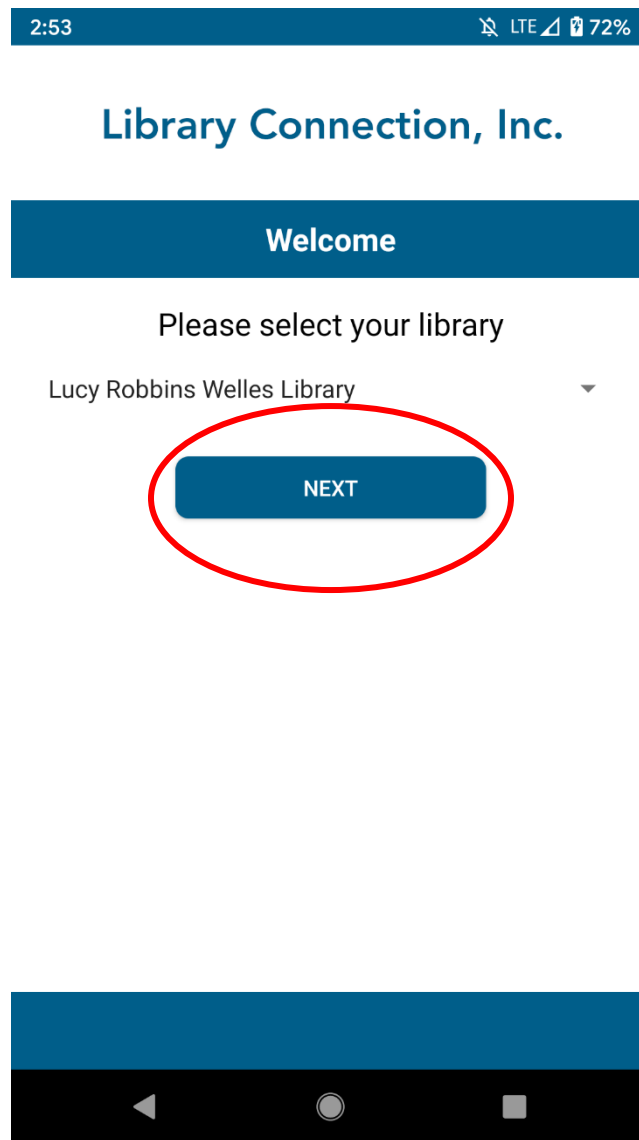 2:53 LTE 72%
Library Connection, Inc.
Welcome
Please select your library
Lucy Robbins Welles Library
NEXT